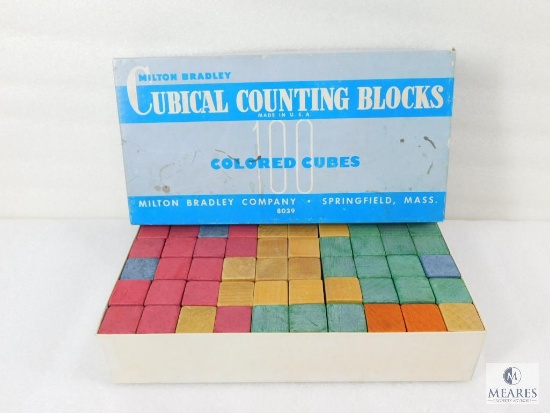 MILTON BRADLEY
CUBICAL COUNTING BLOCKS
MADE IN U.S.A.
100
COLORED CUBES
MILTON BRADLEY COMPANY • SPRINGFIELD, MASS.
8039
MEARES